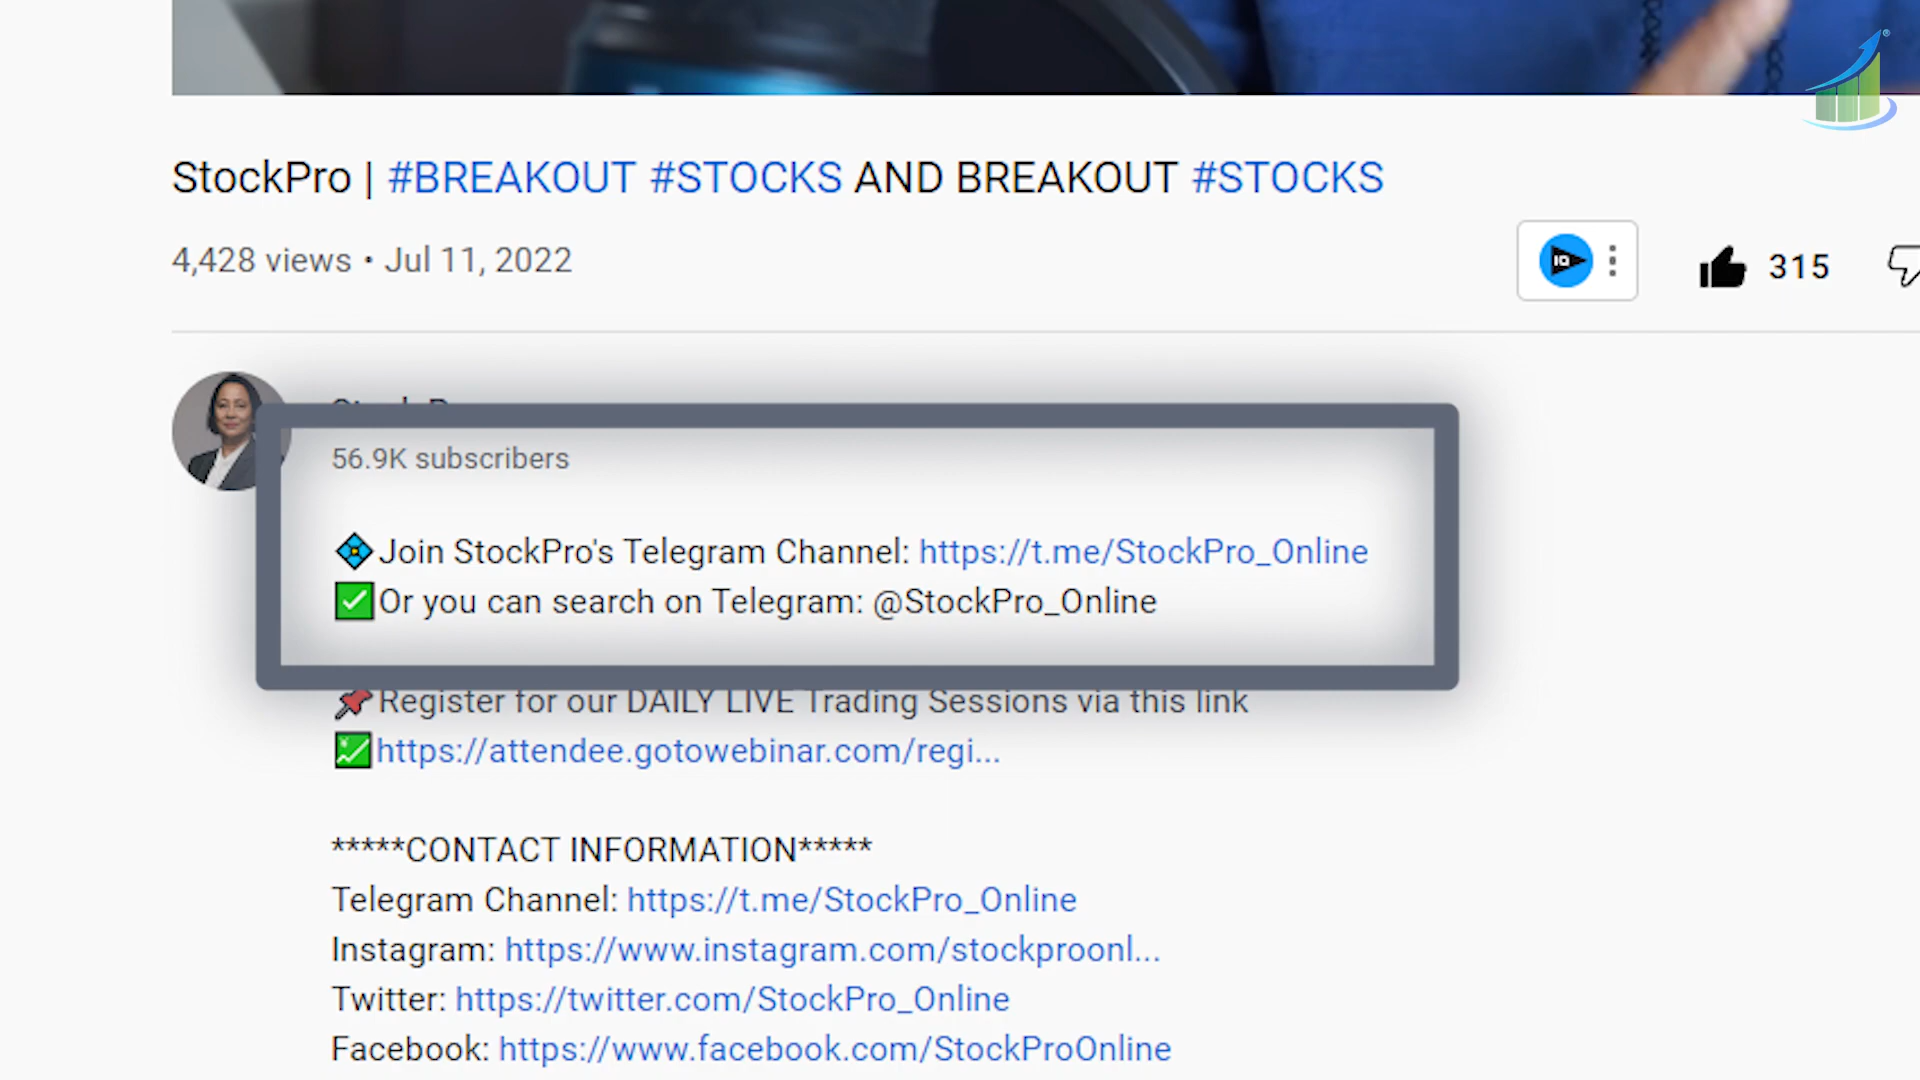 StockPro | #BREAKOUT #STOCKS AND BREAKOUT #STOCKS
4,428 views • Jul 11, 2022
IQ
315
56.9K subscribers
Join StockPro's Telegram Channel: https://t.me/StockPro_Online
Or you can search on Telegram: @StockPro_Online
Register for our DAILY LIVE Trading Sessions via this link
https://attendee.gotowebinar.com/regi...
*****CONTACT INFORMATION*****
Telegram Channel: https://t.me/StockPro_Online
Instagram: https://www.instagram.com/stockproonl...
Twitter: https://twitter.com/StockPro_Online
Facebook: https://www.facebook.com/StockProOnline